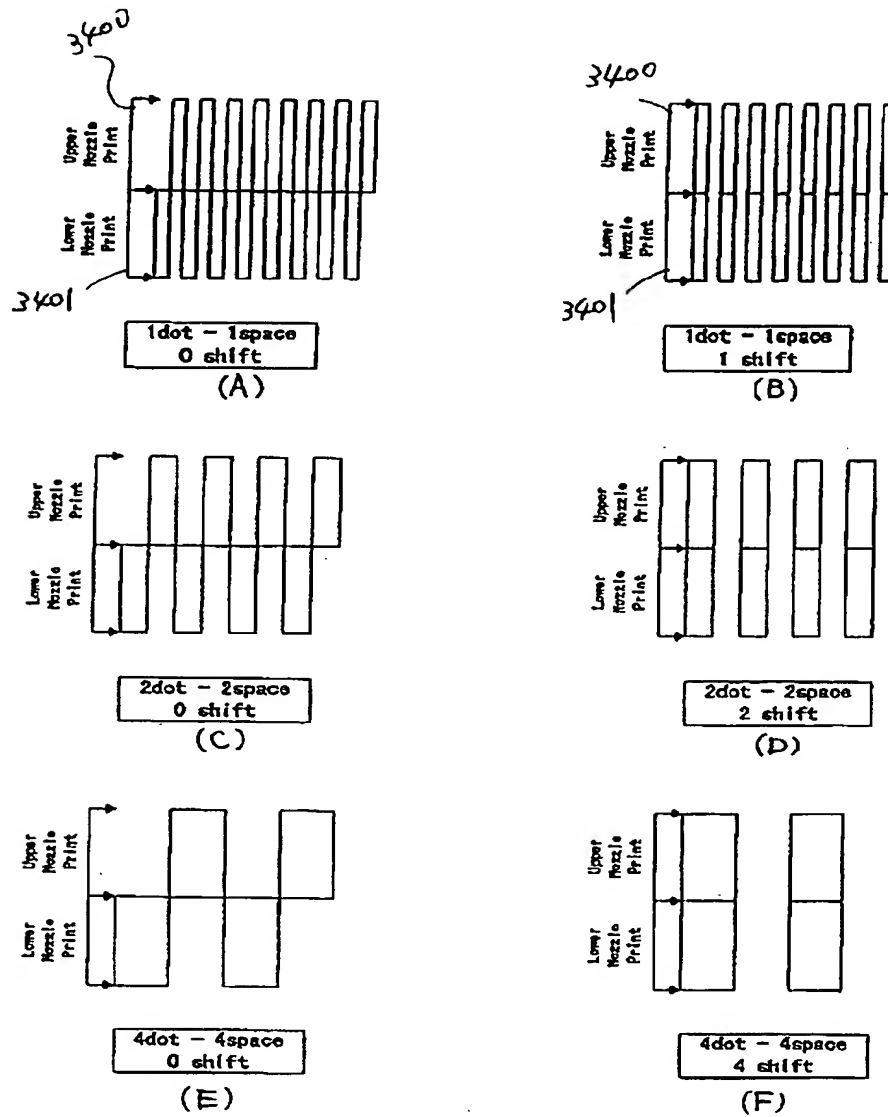 3400
3400
Upper
Nozzle
Print
Lower
Nozzle
Print
Upper
Nozzle
Print
Lower
Nozzle
Print
3401
3401
1dot - 1space
0 shift
(A)
1dot - 1space
1 shift
(B)
Upper
Nozzle
Print
Lower
Nozzle
Print
Upper
Nozzle
Print
Lower
Nozzle
Print
2dot - 2space
0 shift
(C)
2dot - 2space
2 shift
(D)
Upper
Nozzle
Print
Lower
Nozzle
Print
Upper
Nozzle
Print
Lower
Nozzle
Print
4dot - 4space
0 shift
(E)
4dot - 4space
4 shift
(F)